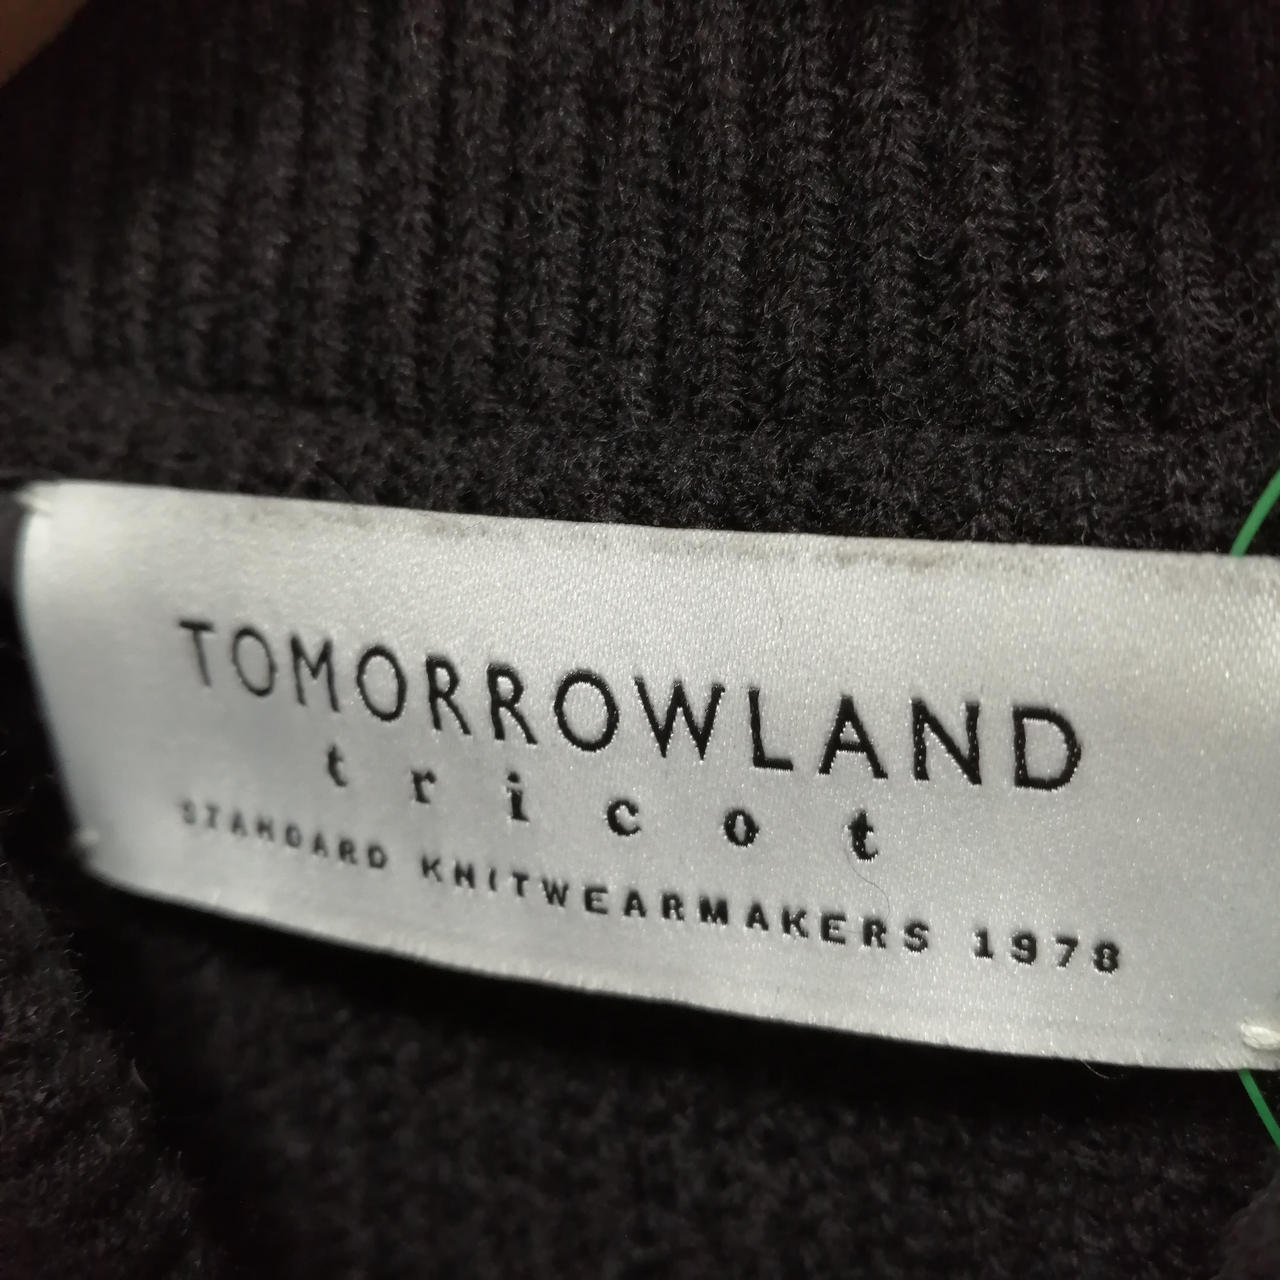 TOMORROWLAND
tricot
STANDARD KNITWEARMAKERS 1978